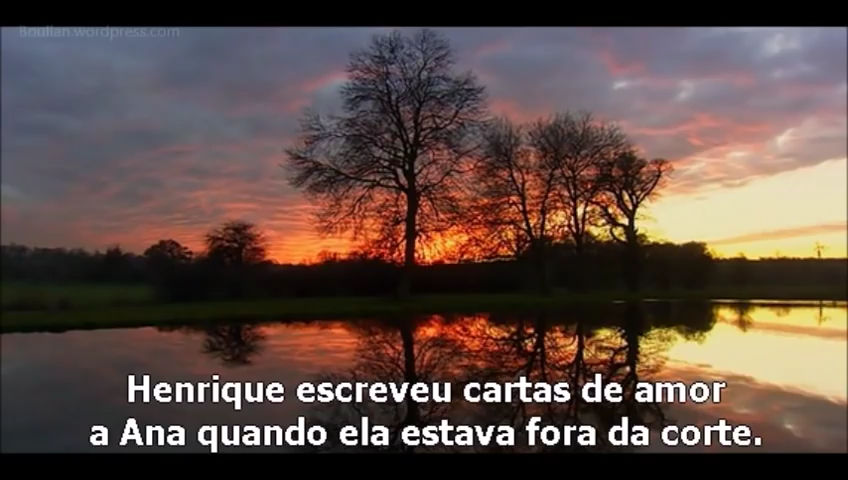 Boullan.wordpress.com
Henrique escreveu cartas de amor
a Ana quando ela estava fora da corte.